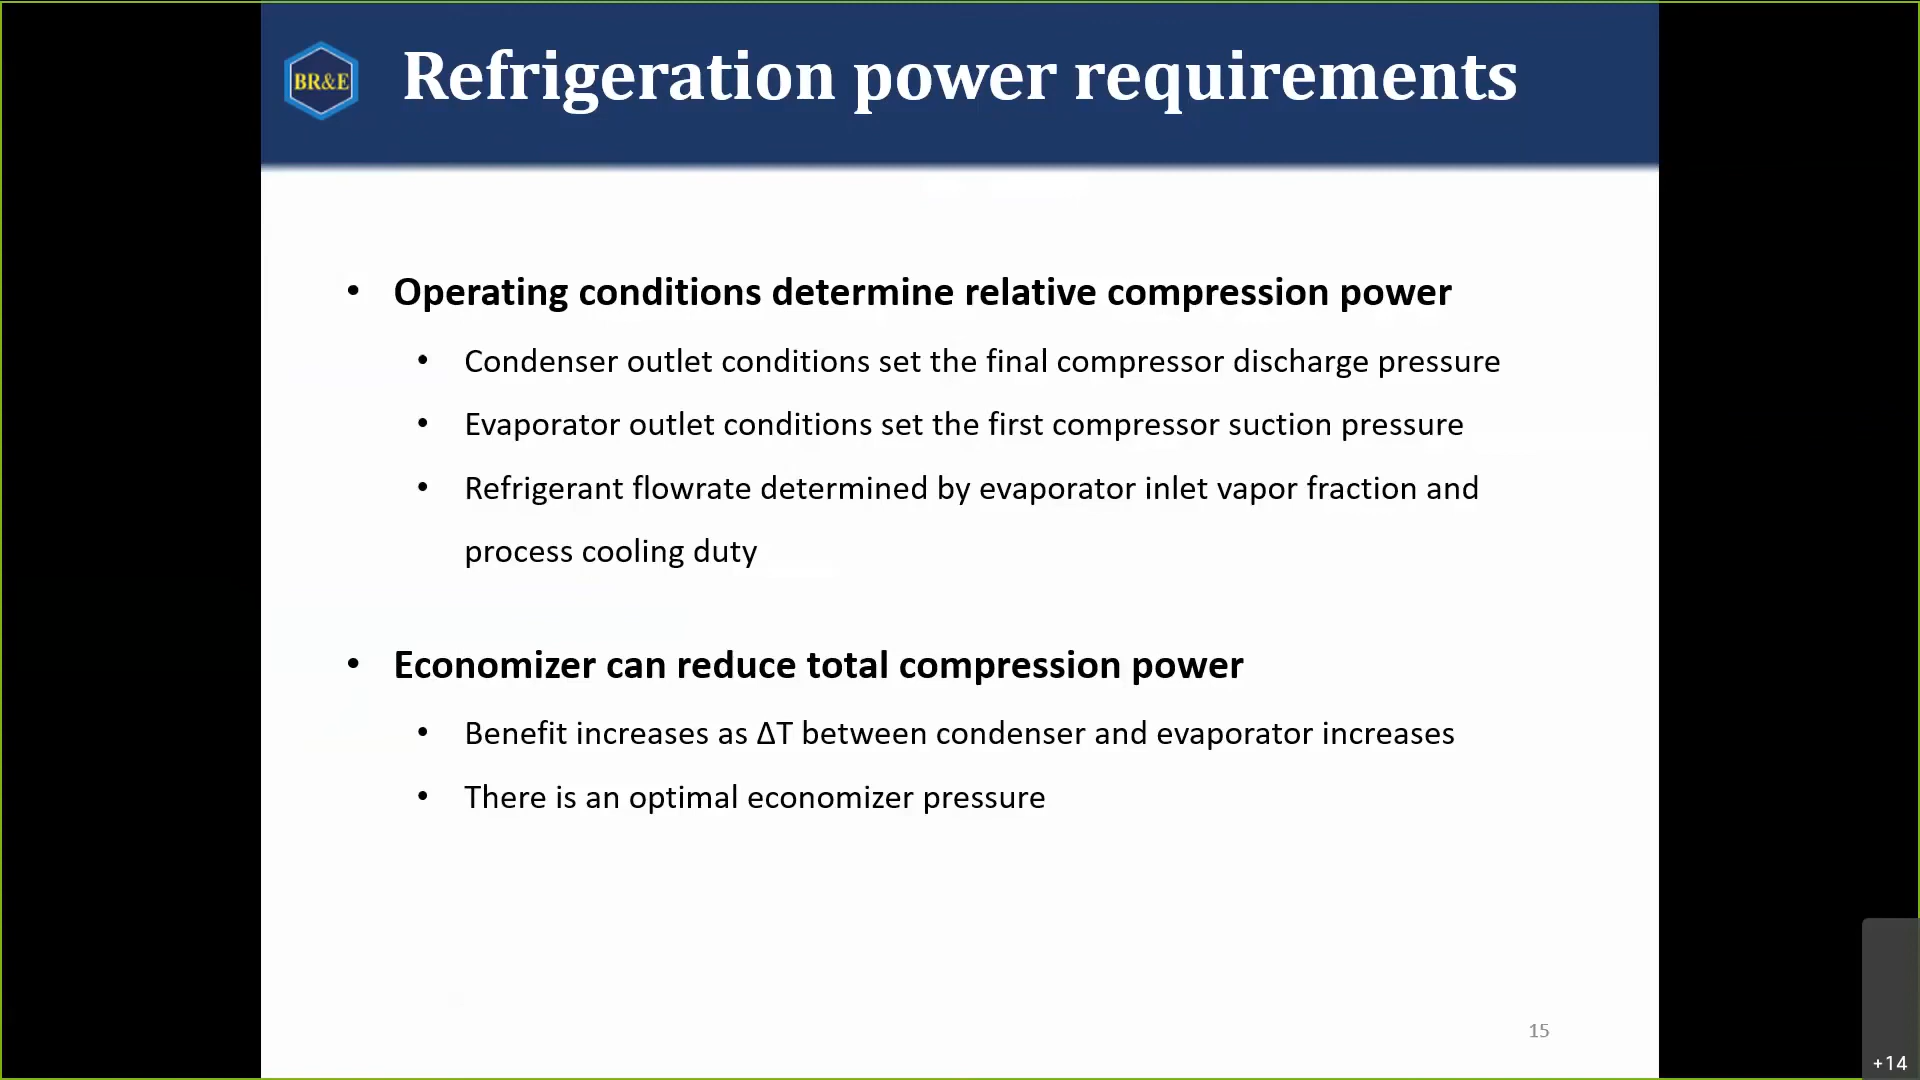 BR&E
Refrigeration power requirements
• Operating conditions determine relative compression power
• Condenser outlet conditions set the final compressor discharge pressure
• Evaporator outlet conditions set the first compressor suction pressure
• Refrigerant flowrate determined by evaporator inlet vapor fraction and
process cooling duty
• Economizer can reduce total compression power
• Benefit increases as ΔT between condenser and evaporator increases
• There is an optimal economizer pressure
15
+14